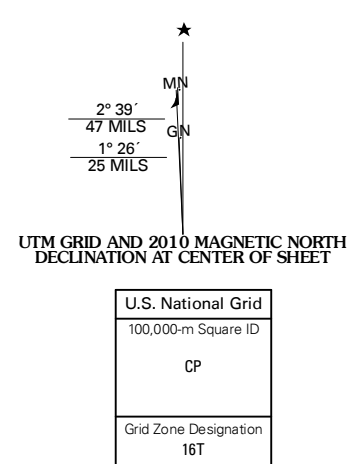 ★
MN
2° 39´
47 MILS
GN
1° 26´
25 MILS
UTM GRID AND 2010 MAGNETIC NORTH
DECLINATION AT CENTER OF SHEET
U.S. National Grid
100,000-m Square ID
CP
Grid Zone Designation
16T